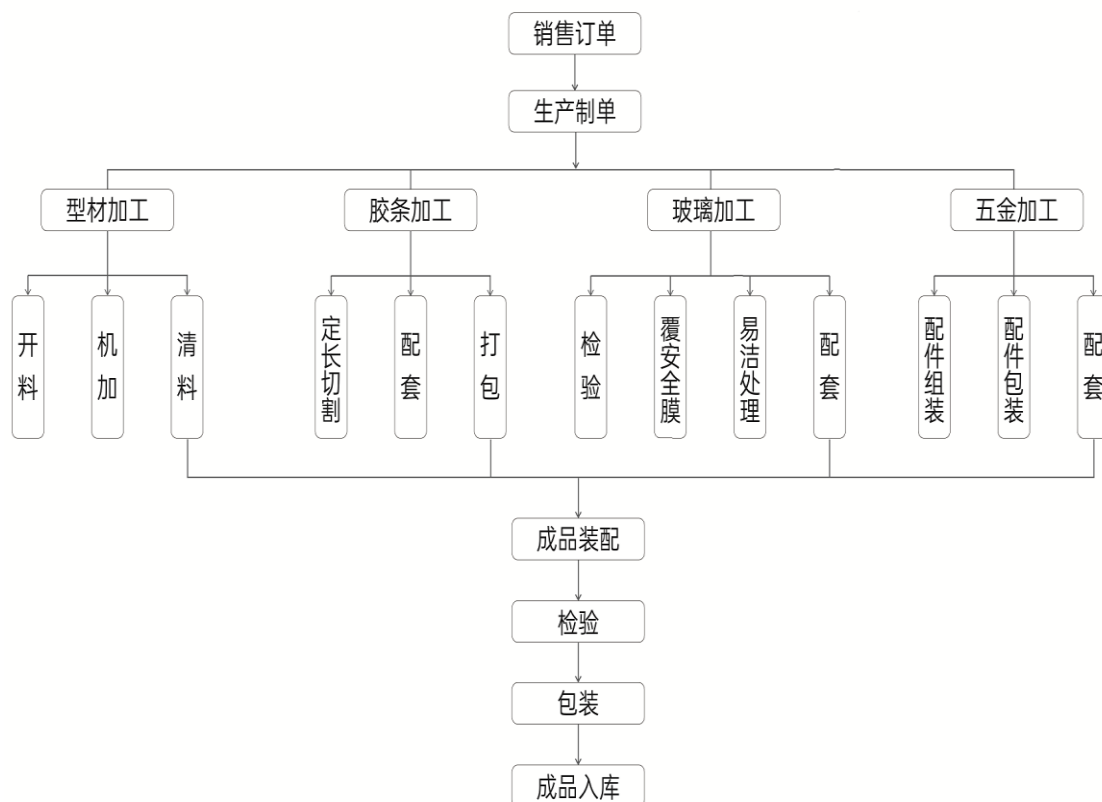 销售订单
生产制单
型材加工
胶条加工
玻璃加工
五金加工
开料
机加
清料
定长切割
配套
打包
检验
覆安全膜
易洁处理
配套
配件组装
配件包装
配套
成品装配
检验
包装
成品入库